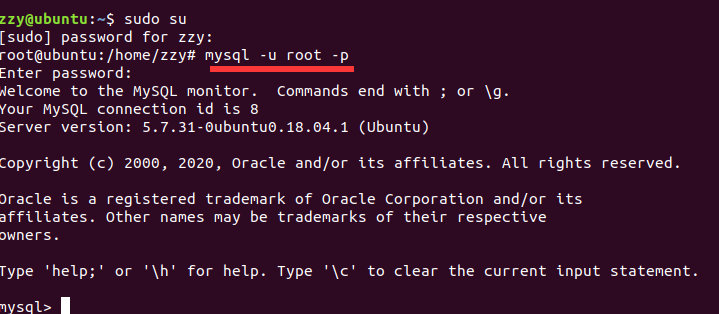 zzy@ubuntu:~$ sudo su
[sudo] password for zzy:
root@ubuntu:/home/zzy# mysql -u root -p
Enter password:
Welcome to the MySQL monitor.  Commands end with ; or \g.
Your MySQL connection id is 8
Server version: 5.7.31-0ubuntu0.18.04.1 (Ubuntu)
Copyright (c) 2000, 2020, Oracle and/or its affiliates. All rights reserved.
Oracle is a registered trademark of Oracle Corporation and/or its
affiliates. Other names may be trademarks of their respective
owners.
Type 'help;' or '\h' for help. Type '\c' to clear the current input statement.
mysql>